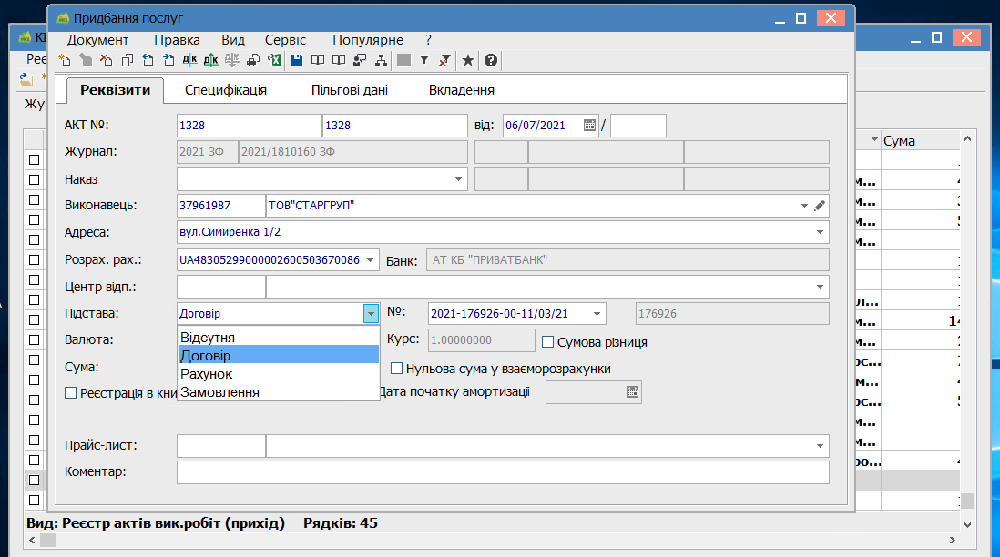 Придбання послуг
Документ Правка Вид Сервіс Популярне ?
Реквізити Специфікація Пільгові дані Вкладення
АКТ №: 1328 1328 від: 06/07/2021 /
Журнал: 2021 ЗФ 2021/1810160 ЗФ
Наказ
Виконавець: 37961987 ТОВ"СТАРГРУП"
Адреса: вул.Симиренка 1/2
Розрах. рах.: UA48305299000002600503670086 Банк: АТ КБ "ПРИВАТБАНК"
Центр відп.:
Підстава: Договір №: 2021-176926-00-11/03/21 176926
Валюта: Відсутня Курс: 1.00000000 Сумова різниця
Договір
Сума: Рахунок Нульова сума у взаєморозрахунки
Реєстрація в кни Замовлення Дата початку амортизації
Прайс-лист:
Коментар:
Сума
Вид: Реєстр актів вик.робіт (прихід) Рядків: 45